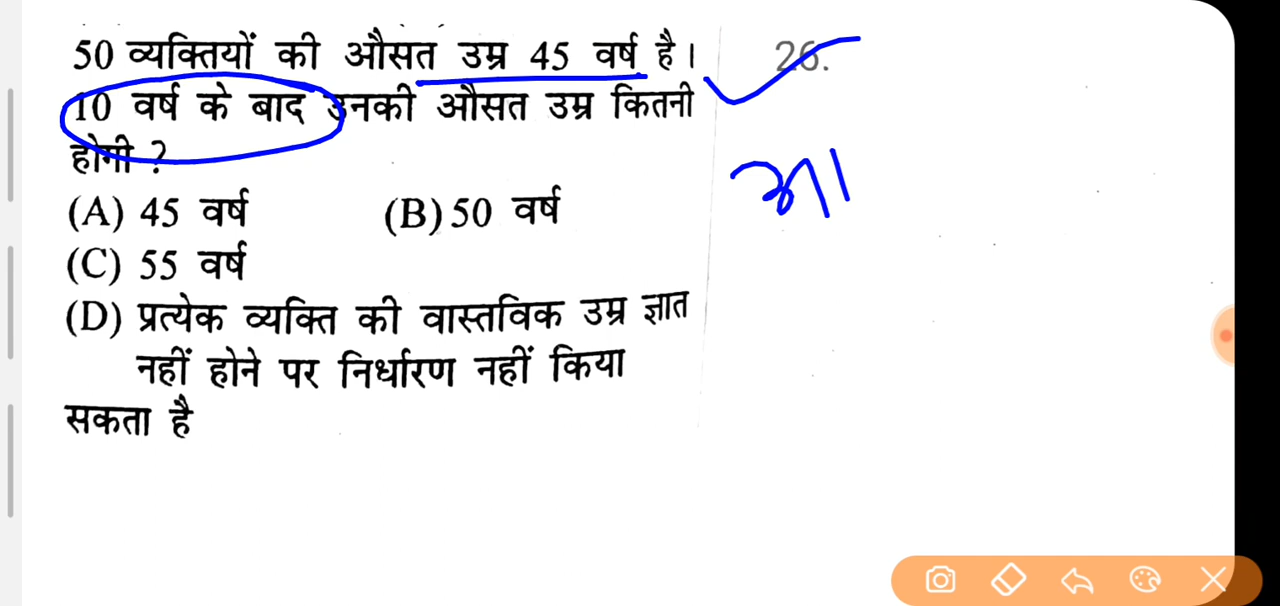 50 व्यक्तियों की औसत उम्र 45 वर्ष है।
10 वर्ष के बाद उनकी औसत उम्र कितनी
होगी ?
(A) 45 वर्ष (B) 50 वर्ष
(C) 55 वर्ष
(D) प्रत्येक व्यक्ति की वास्तविक उम्र ज्ञात
नहीं होने पर निर्धारण नहीं किया
सकता है
26.
आ